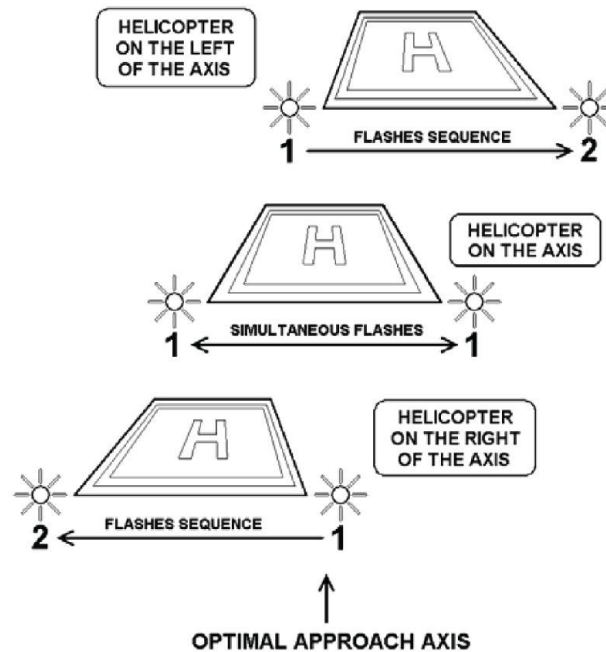 HELICOPTER
ON THE LEFT
OF THE AXIS
H
FLASHES SEQUENCE
1
2
H
HELICOPTER
ON THE AXIS
SIMULTANEOUS FLASHES
1
1
H
HELICOPTER
ON THE RIGHT
OF THE AXIS
FLASHES SEQUENCE
2
1
OPTIMAL APPROACH AXIS